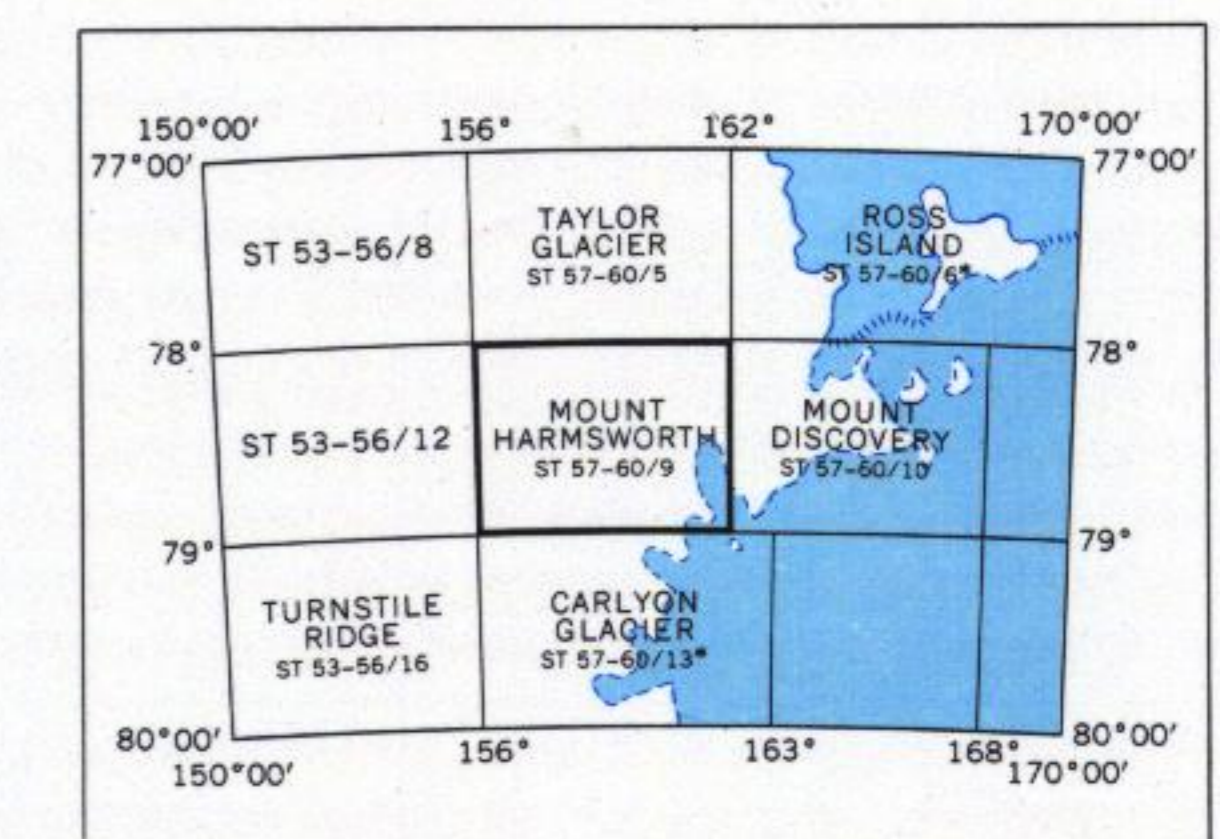 150°00′ 156° 162° 170°00′
77°00′ 77°00′
ST 53-56/8
TAYLOR
GLACIER
ST 57-60/5
ROSS
ISLAND
ST 57-60/6*
78° 78°
ST 53-56/12
MOUNT
HARMSWORTH
ST 57-60/9
MOUNT
DISCOVERY
ST 57-60/10
79° 79°
TURNSTILE
RIDGE
ST 53-56/16
CARLYON
GLACIER
ST 57-60/13*
80°00′ 80°00′
150°00′ 156° 163° 168° 170°00′